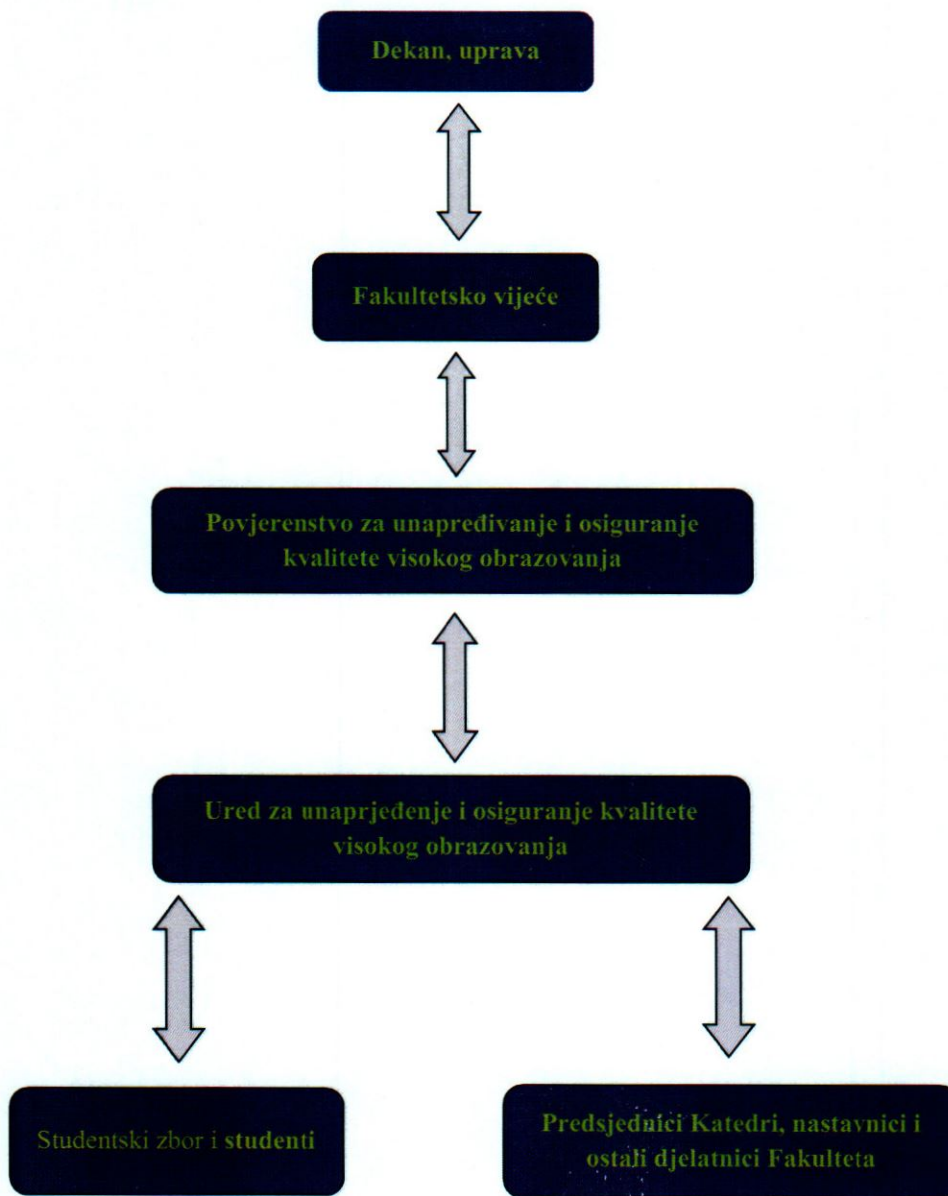 Dekan, uprava
Fakultetsko vijeće
Povjerenstvo za unapređivanje i osiguranje
kvalitete visokog obrazovanja
Ured za unaprjeđenje i osiguranje kvalitete
visokog obrazovanja
Studentski zbor i studenti
Predsjednici Katedri, nastavnici i
ostali djelatnici Fakulteta